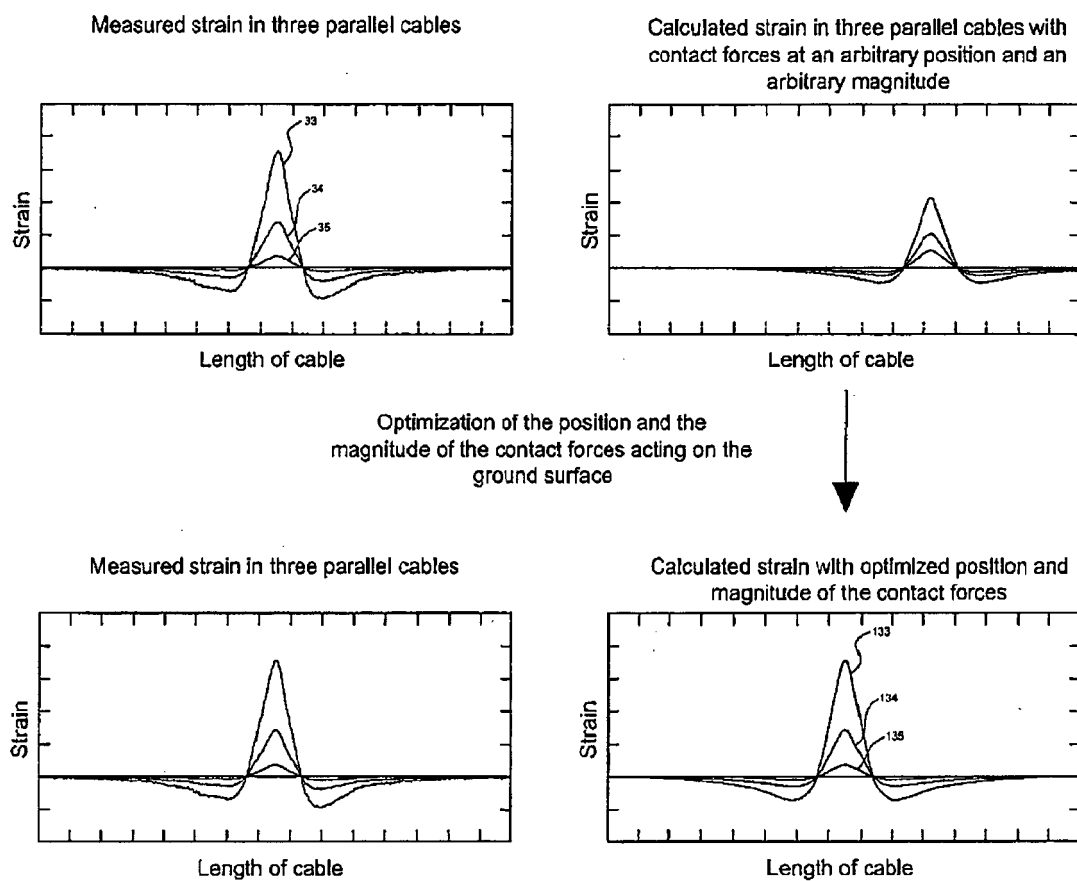 Measured strain in three parallel cables
Calculated strain in three parallel cables with
contact forces at an arbitrary position and an
arbitrary magnitude
33
34
35
Strain
Length of cable
Strain
Length of cable
Optimization of the position and the
magnitude of the contact forces acting on the
ground surface
Measured strain in three parallel cables
Calculated strain with optimized position and
magnitude of the contact forces
Strain
Length of cable
133
134
135
Strain
Length of cable